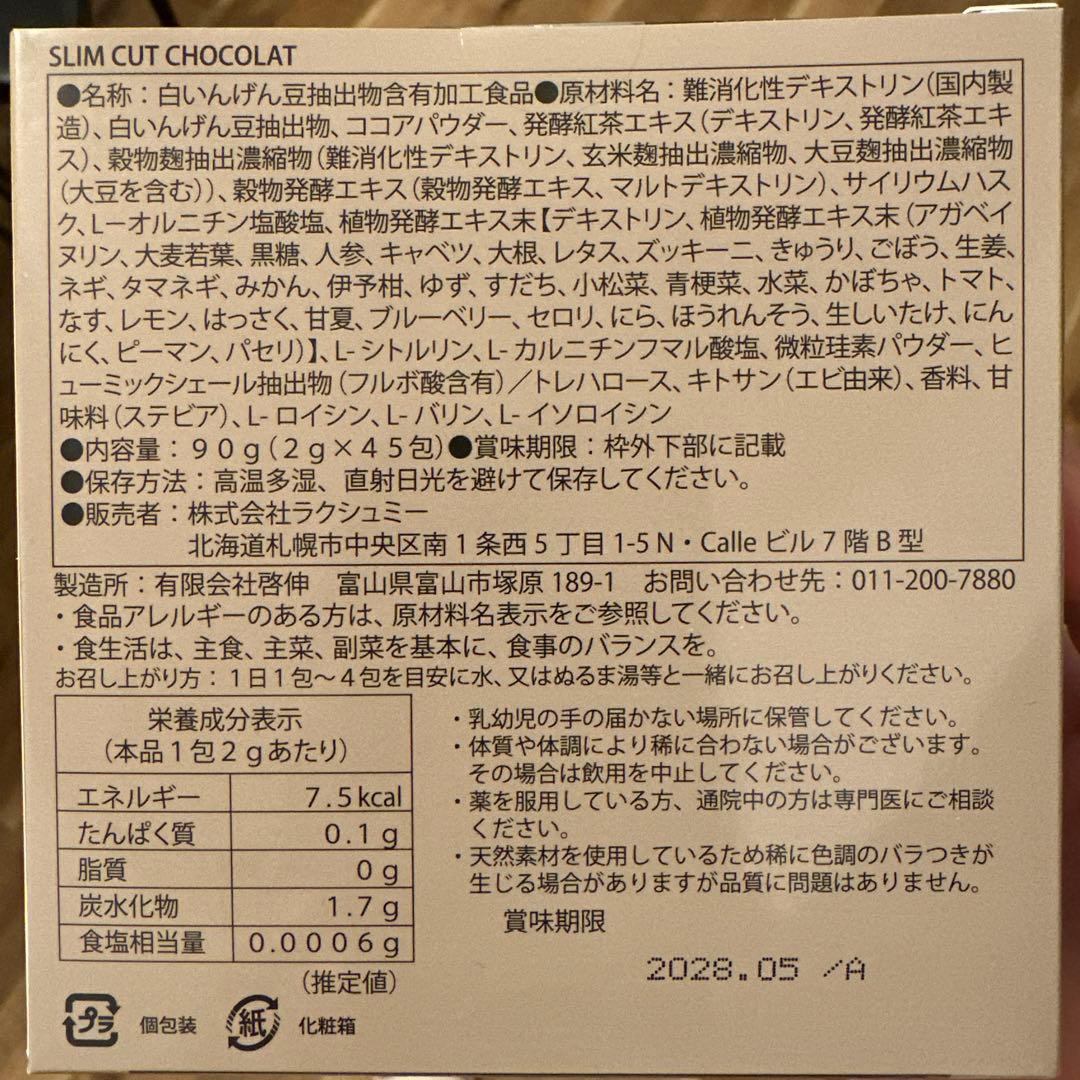 SLIM CUT CHOCOLAT
●名称：白いんげん豆抽出物含有加工食品●原材料名：難消化性デキストリン（国内製
造）、白いんげん豆抽出物、ココアパウダー、発酵紅茶エキス（デキストリン、発酵紅茶エキ
ス）、穀物麹抽出濃縮物（難消化性デキストリン、玄米麹抽出濃縮物、大豆麹抽出濃縮物
（大豆を含む））、穀物発酵エキス（穀物発酵エキス、マルトデキストリン）、サイリウムハス
ク、L－オルニチン塩酸塩、植物発酵エキス末【デキストリン、植物発酵エキス末（アガベイ
ヌリン、大麦若葉、黒糖、人参、キャベツ、大根、レタス、ズッキーニ、きゅうり、ごぼう、生姜、
ネギ、タマネギ、みかん、伊予柑、ゆず、すだち、小松菜、青梗菜、水菜、かぼちゃ、トマト、
なす、レモン、はっさく、甘夏、ブルーベリー、セロリ、にら、ほうれんそう、生しいたけ、にん
にく、ピーマン、パセリ）】、L- シトルリン、L- カルニチンフマル酸塩、微粒珪素パウダー、ヒ
ューミックシェール抽出物（フルボ酸含有）／トレハロース、キトサン（エビ由来）、香料、甘
味料（ステビア）、L- ロイシン、L- バリン、L- イソロイシン
●内容量：９０ｇ（２ｇ×４５包）●賞味期限：枠外下部に記載
●保存方法：高温多湿、直射日光を避けて保存してください。
●販売者：株式会社ラクシュミー
北海道札幌市中央区南１条西５丁目1-5 N・Calle ビル７階Ｂ型
製造所：有限会社啓伸　富山県富山市塚原 189-1　お問い合わせ先：011-200-7880
・食品アレルギーのある方は、原材料名表示をご参照してください。
・食生活は、主食、主菜、副菜を基本に、食事のバランスを。
お召し上がり方：１日１包～４包を目安に水、又はぬるま湯等と一緒にお召し上がりください。
栄養成分表示
（本品１包２ｇあたり）
エネルギー 7.5kcal
たんぱく質 0.1ｇ
脂質 0ｇ
炭水化物 1.7ｇ
食塩相当量 0.0006g
（推定値）
・乳幼児の手の届かない場所に保管してください。
・体質や体調により稀に合わない場合がございます。
その場合は飲用を中止してください。
・薬を服用している方、通院中の方は専門医にご相談
ください。
・天然素材を使用しているため稀に色調のバラつきが
生じる場合がありますが品質に問題はありません。
賞味期限
2028.05 /A
プラ 個包装 紙 化粧箱